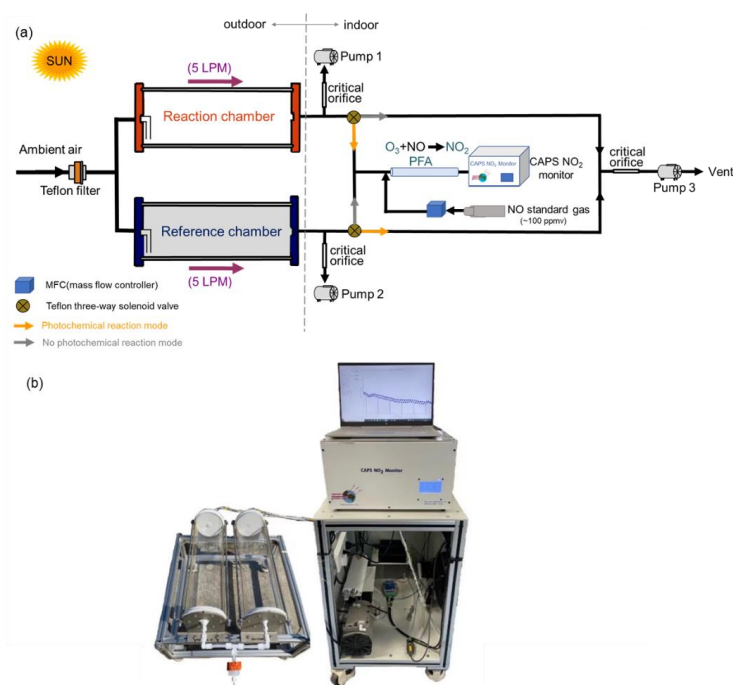 (a)
outdoor
indoor
SUN
(5 LPM)
Pump 1
critical
orifice
Reaction chamber
Ambient air
Teflon filter
O₃+NO→NO₂
PFA
CAPS NO₂ Monitor
CAPS NO₂
monitor
critical
orifice
Pump 3
Vent
NO standard gas
(~100 ppmv)
Reference chamber
critical
orifice
(5 LPM)
Pump 2
MFC(mass flow controller)
Teflon three-way solenoid valve
Photochemical reaction mode
No photochemical reaction mode
(b)
CAPS NO₂ Monitor